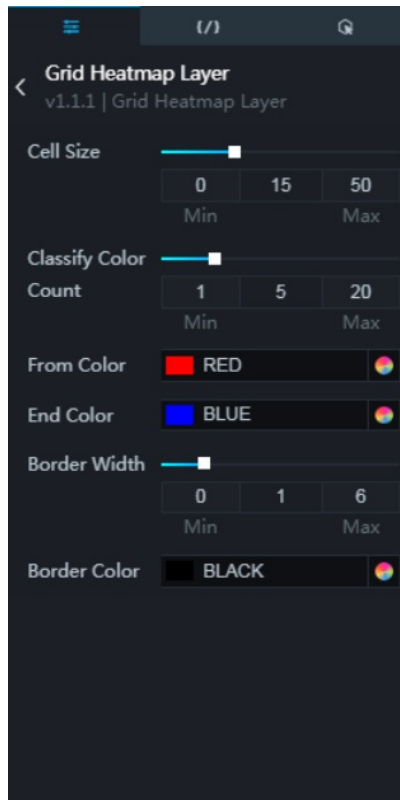 {/}
Grid Heatmap Layer
v1.1.1 | Grid Heatmap Layer
Cell Size
0 15 50
Min Max
Classify Color
Count
1 5 20
Min Max
From Color RED
End Color BLUE
Border Width
0 1 6
Min Max
Border Color BLACK